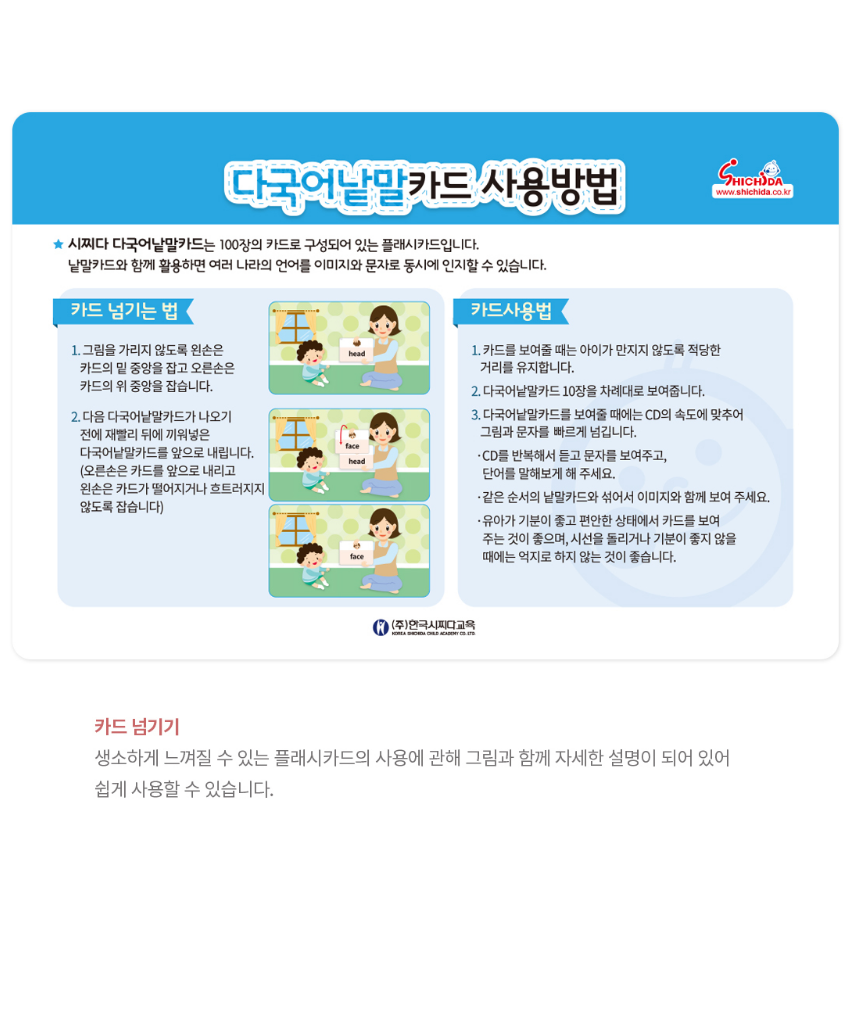 다국어낱말카드 사용방법
SHICHIDA
www.shichida.co.kr
★ 시찌다 다국어낱말카드는 100장의 카드로 구성되어 있는 플래시카드입니다.
낱말카드와 함께 활용하면 여러 나라의 언어를 이미지와 문자로 동시에 인지할 수 있습니다.
카드 넘기는 법
1. 그림을 가리지 않도록 왼손은
카드의 밑 중앙을 잡고 오른손은
카드의 위 중앙을 잡습니다.
2. 다음 다국어낱말카드가 나오기
전에 재빨리 뒤에 끼워넣은
다국어낱말카드를 앞으로 내립니다.
(오른손은 카드를 앞으로 내리고
왼손은 카드가 떨어지거나 흐트러지지
않도록 잡습니다)
head
face
head
face
카드사용법
1. 카드를 보여줄 때는 아이가 만지지 않도록 적당한
거리를 유지합니다.
2. 다국어낱말카드 10장을 차례대로 보여줍니다.
3. 다국어낱말카드를 보여줄 때에는 CD의 속도에 맞추어
그림과 문자를 빠르게 넘깁니다.
·CD를 반복해서 듣고 문자를 보여주고,
단어를 말해보게 해 주세요.
·같은 순서의 낱말카드와 섞어서 이미지와 함께 보여 주세요.
·유아가 기분이 좋고 편안한 상태에서 카드를 보여
주는 것이 좋으며, 시선을 돌리거나 기분이 좋지 않을
때에는 억지로 하지 않는 것이 좋습니다.
(주)한국시찌다교육
KOREA SHICHIDA CHILD ACADEMY CO. LTD.
카드 넘기기
생소하게 느껴질 수 있는 플래시카드의 사용에 관해 그림과 함께 자세한 설명이 되어 있어
쉽게 사용할 수 있습니다.